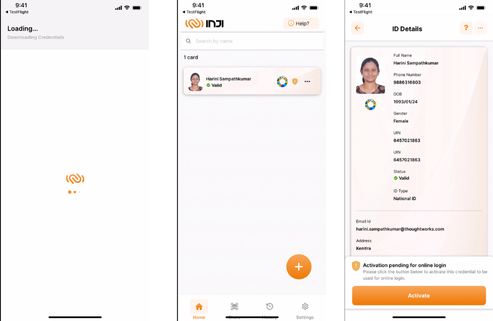 9:41
TestFlight
Loading...
Downloading Credentials
9:41
TestFlight
INJI
Help?
Search by name
1 card
Harini Sampathkumar
Valid
Home
Settings
9:41
TestFlight
ID Details
?
Full Name
Harini Sampathkumar
Phone Number
9886316803
DOB
1993/01/24
Gender
Female
UIN
6457021863
UIN
6457021863
Status
Valid
ID Type
National ID
Email Id
harini.sampathkumar@thoughtworks.com
Address
Kenitra
Activation pending for online login
Please click the button below to activate this credential to be
used for online login.
Activate